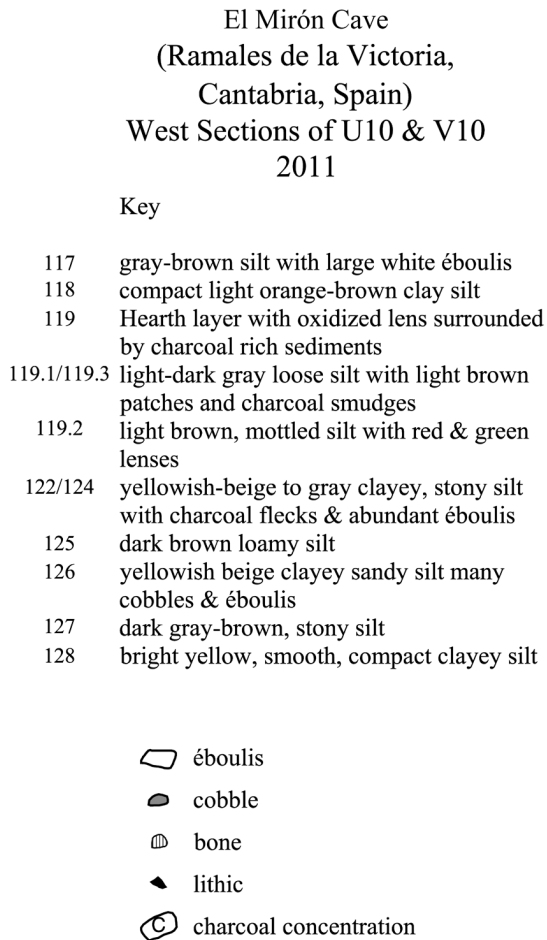 El Mirón Cave
(Ramales de la Victoria,
Cantabria, Spain)
West Sections of U10 & V10
2011
Key
117 gray-brown silt with large white éboulis
118 compact light orange-brown clay silt
119 Hearth layer with oxidized lens surrounded
by charcoal rich sediments
119.1/119.3 light-dark gray loose silt with light brown
patches and charcoal smudges
119.2 light brown, mottled silt with red & green
lenses
122/124 yellowish-beige to gray clayey, stony silt
with charcoal flecks & abundant éboulis
125 dark brown loamy silt
126 yellowish beige clayey sandy silt many
cobbles & éboulis
127 dark gray-brown, stony silt
128 bright yellow, smooth, compact clayey silt
éboulis
cobble
bone
lithic
C charcoal concentration